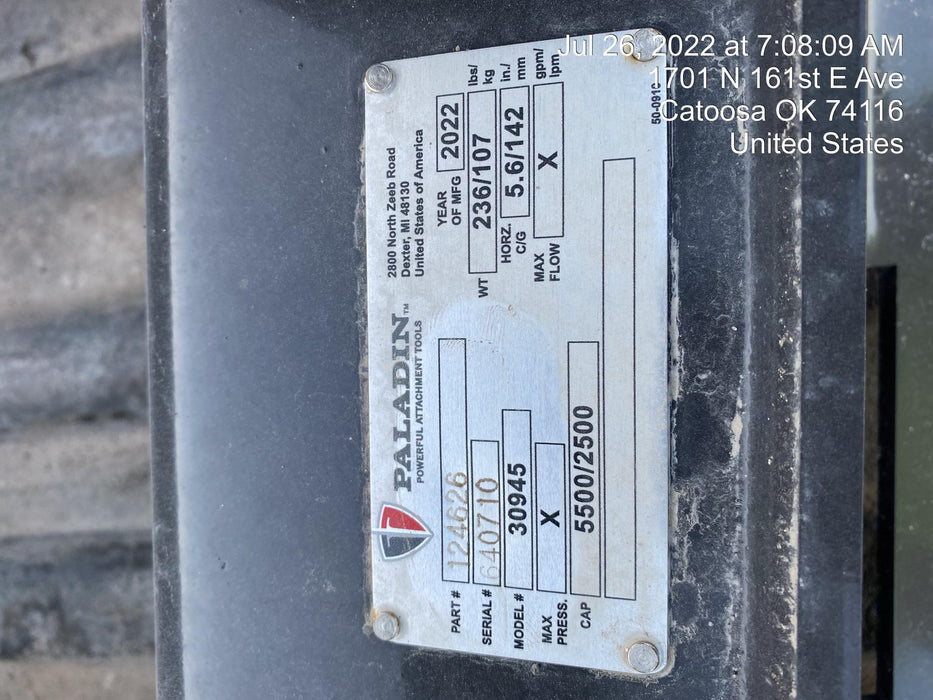 Jul 26, 2022 at 7:08:09 AM
1701 N 161st E Ave
Catoosa OK 74116
United States
PALADIN™
POWERFUL ATTACHMENT TOOLS
2800 North Zeeb Road
Dexter, MI 48130
United States of America
PART # 124626
SERIAL # 640710
MODEL # 30945
MAX PRESS. X
CAP 5500/2500
YEAR OF MFG 2022
WT 236/107 lbs/ kg
HORZ. C/G 5.6/142 in./ mm
MAX FLOW X gpm/ lpm